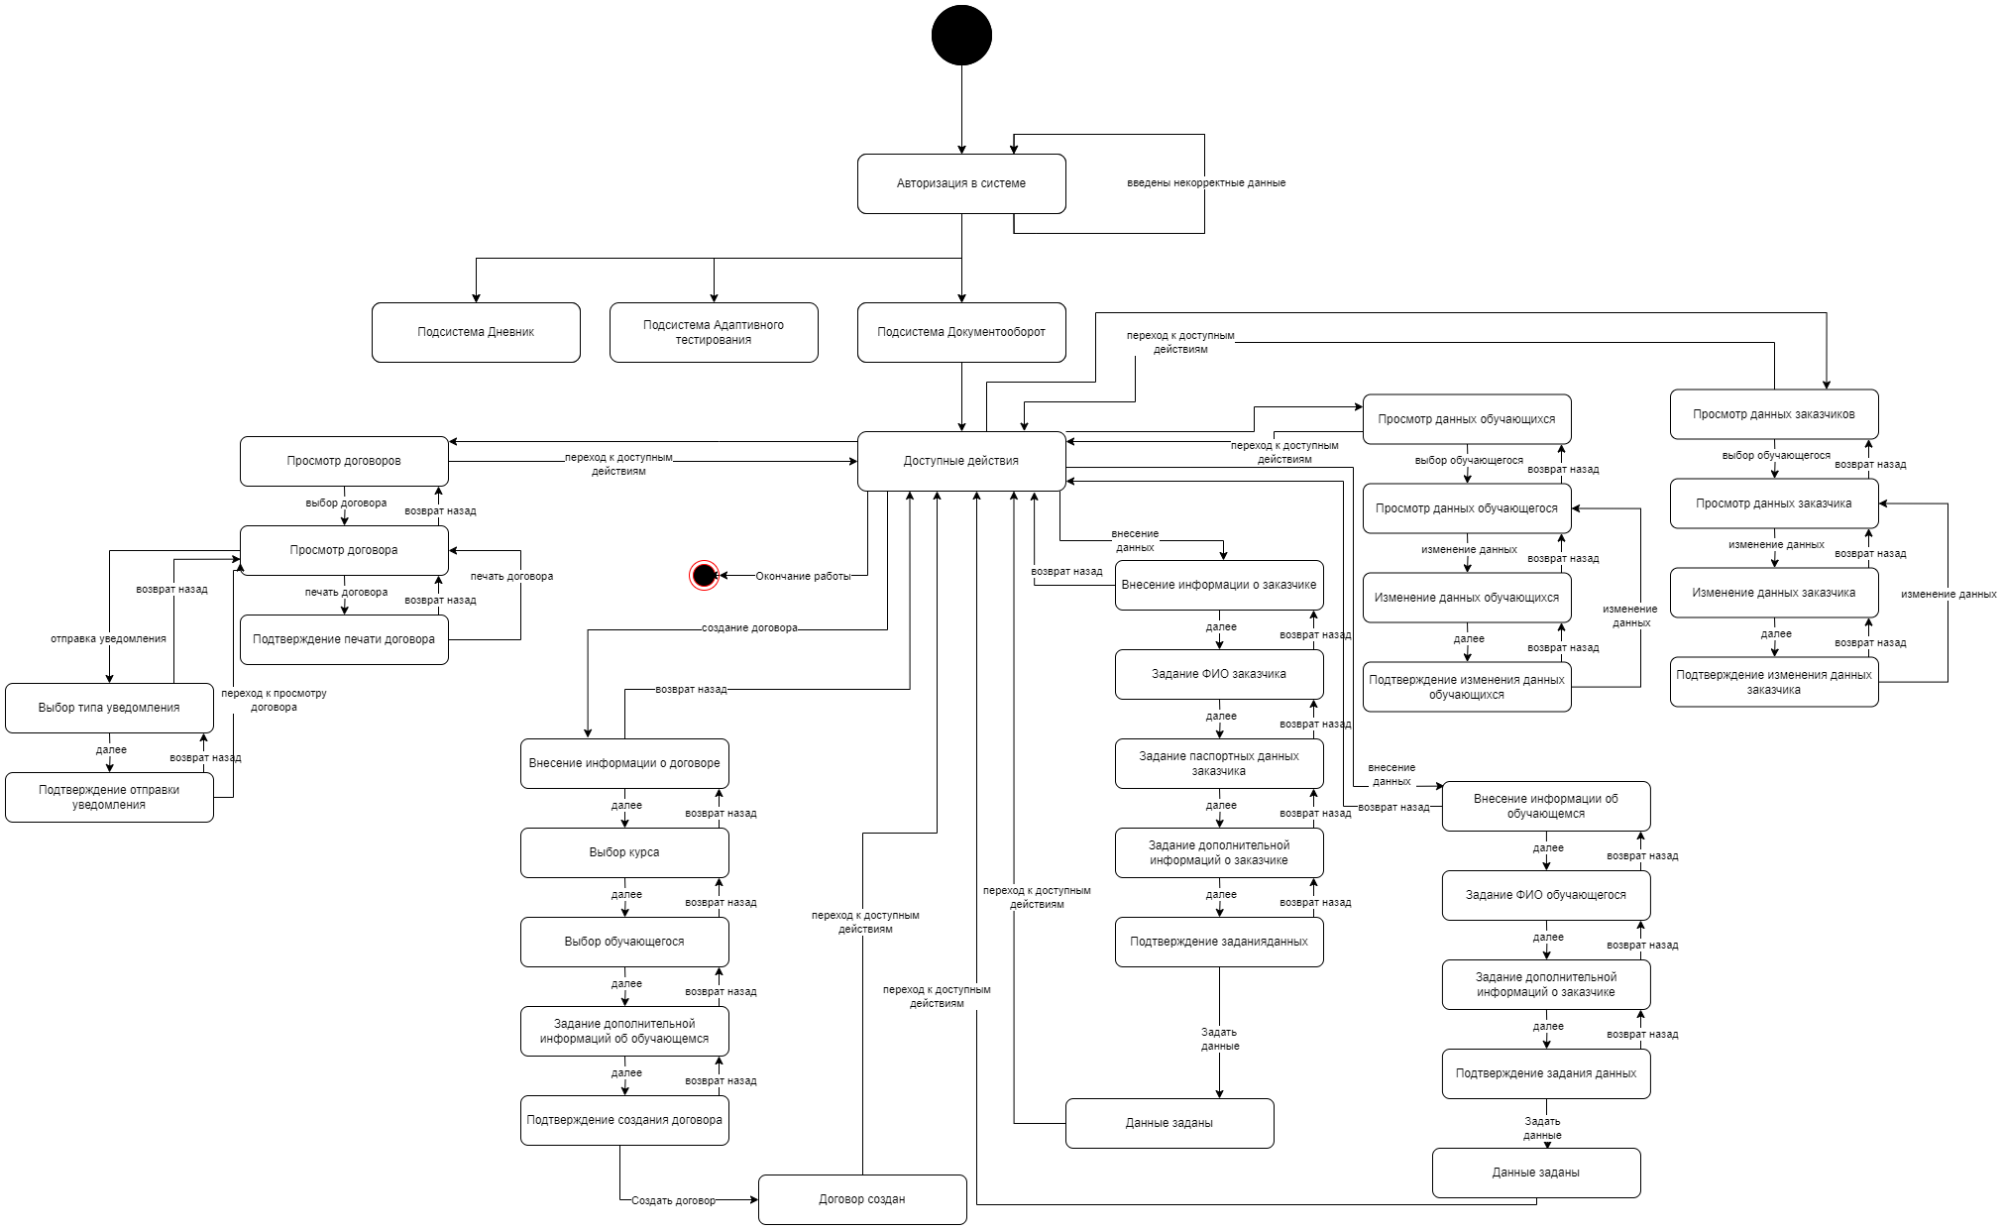 Авторизация в системе
введены некорректные данные
Подсистема Дневник
Подсистема Адаптивного
тестирования
Подсистема Документооборот
переход к доступным
действиям
Просмотр договоров
переход к доступным
действиям
Доступные действия
переход к доступным
действиям
Просмотр данных обучающихся
Просмотр данных заказчиков
выбор договора
возврат назад
выбор обучающегося
возврат назад
выбор обучающегося
возврат назад
Просмотр договора
печать договора
возврат назад
печать договора
Подтверждение печати договора
возврат назад
отправка уведомления
переход к просмотру
договора
Выбор типа уведомления
далее
возврат назад
Подтверждение отправки
уведомления
Окончание работы
создание договора
возврат назад
Внесение информации о договоре
далее
возврат назад
Выбор курса
далее
возврат назад
Выбор обучающегося
далее
возврат назад
Задание дополнительной
информаций об обучающемся
далее
возврат назад
Подтверждение создания договора
Создать договор
Договор создан
переход к доступным
действиям
переход к доступным
действиям
переход к доступным
действиям
внесение
данных
возврат назад
Внесение информации о заказчике
далее
возврат назад
Задание ФИО заказчика
далее
возврат назад
Задание паспортных данных
заказчика
далее
возврат назад
Задание дополнительной
информаций о заказчике
далее
возврат назад
Подтверждение заданияданных
Задать
данные
Данные заданы
Просмотр данных обучающегося
изменение данных
возврат назад
Изменение данных обучающихся
изменение
данных
далее
возврат назад
Подтверждение изменения данных
обучающихся
Просмотр данных заказчика
изменение данных
возврат назад
Изменение данных заказчика
изменение данных
далее
возврат назад
Подтверждение изменения данных
заказчика
внесение
данных
возврат назад
Внесение информации об
обучающемся
далее
возврат назад
Задание ФИО обучающегося
далее
возврат назад
Задание дополнительной
информаций о заказчике
далее
возврат назад
Подтверждение задания данных
Задать
данные
Данные заданы